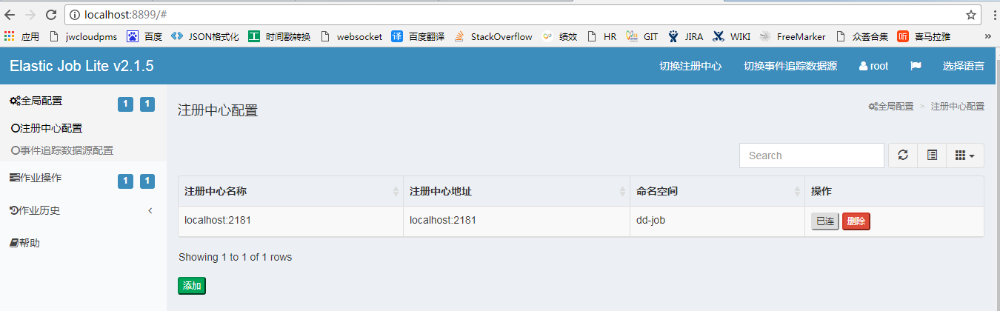 localhost:8899/#
应用 jwcloudpms 百度 JSON格式化 工 时间戳转换 websocket 译 百度翻译 StackOverflow 绩效 HR GIT JIRA WIKI FreeMarker 众荟合集 听 喜马拉雅 »
Elastic Job Lite v2.1.5 切换注册中心 切换事件追踪数据源 root 选择语言
全局配置 1 1
注册中心配置
事件追踪数据源配置
作业操作 1 1
作业历史
帮助
注册中心配置
全局配置 > 注册中心配置
Search
注册中心名称 注册中心地址 命名空间 操作
localhost:2181 localhost:2181 dd-job 已连 删除
Showing 1 to 1 of 1 rows
添加